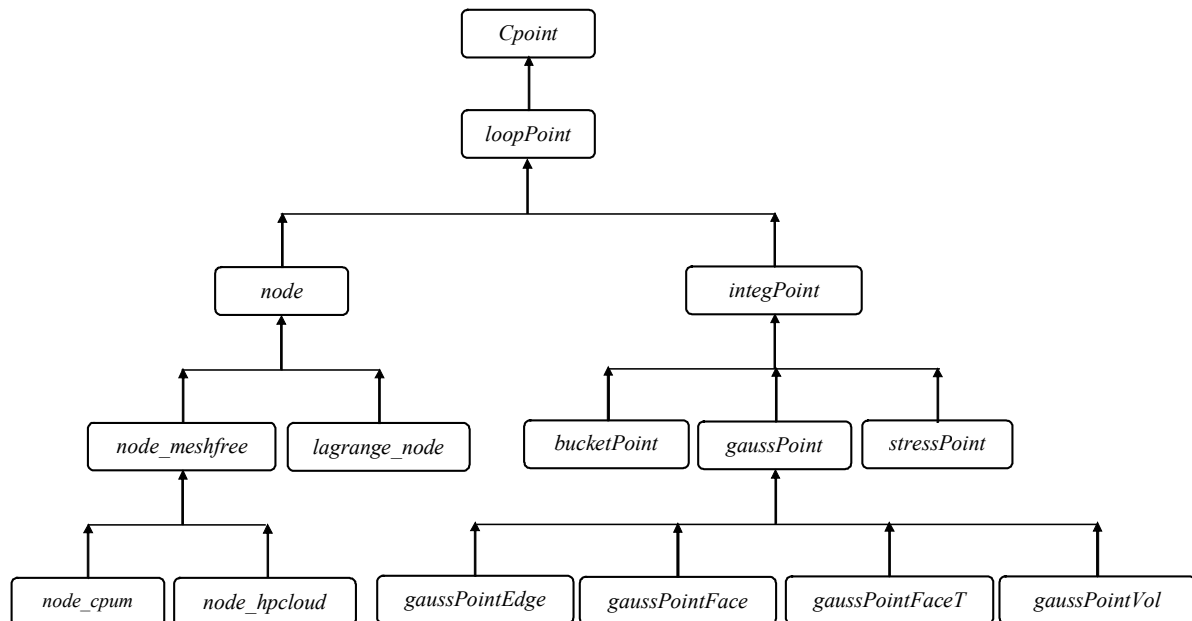 Cpoint
loopPoint
node
integPoint
node_meshfree
lagrange_node
bucketPoint
gaussPoint
stressPoint
node_cpum
node_hpcloud
gaussPointEdge
gaussPointFace
gaussPointFaceT
gaussPointVol